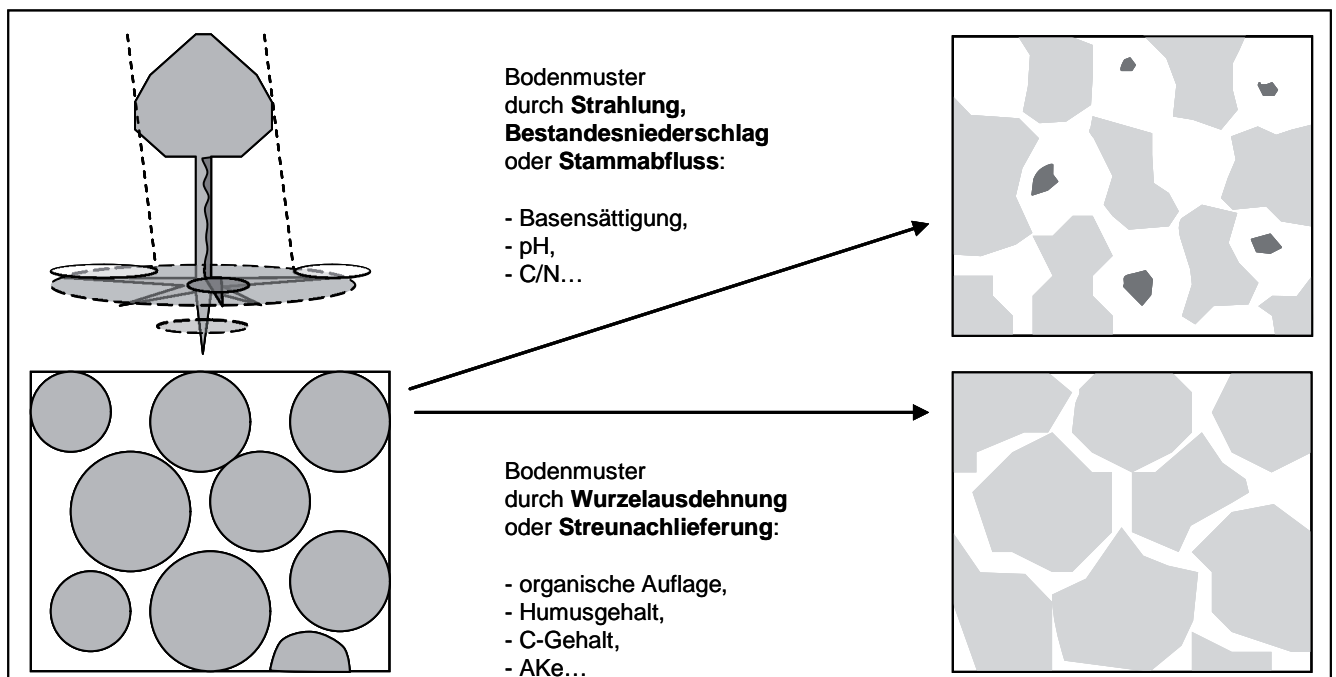 Bodenmuster
durch Strahlung,
Bestandesniederschlag
oder Stammabfluss:
- Basensättigung,
- pH,
- C/N…
Bodenmuster
durch Wurzelausdehnung
oder Streunachlieferung:
- organische Auflage,
- Humusgehalt,
- C-Gehalt,
- AKe…